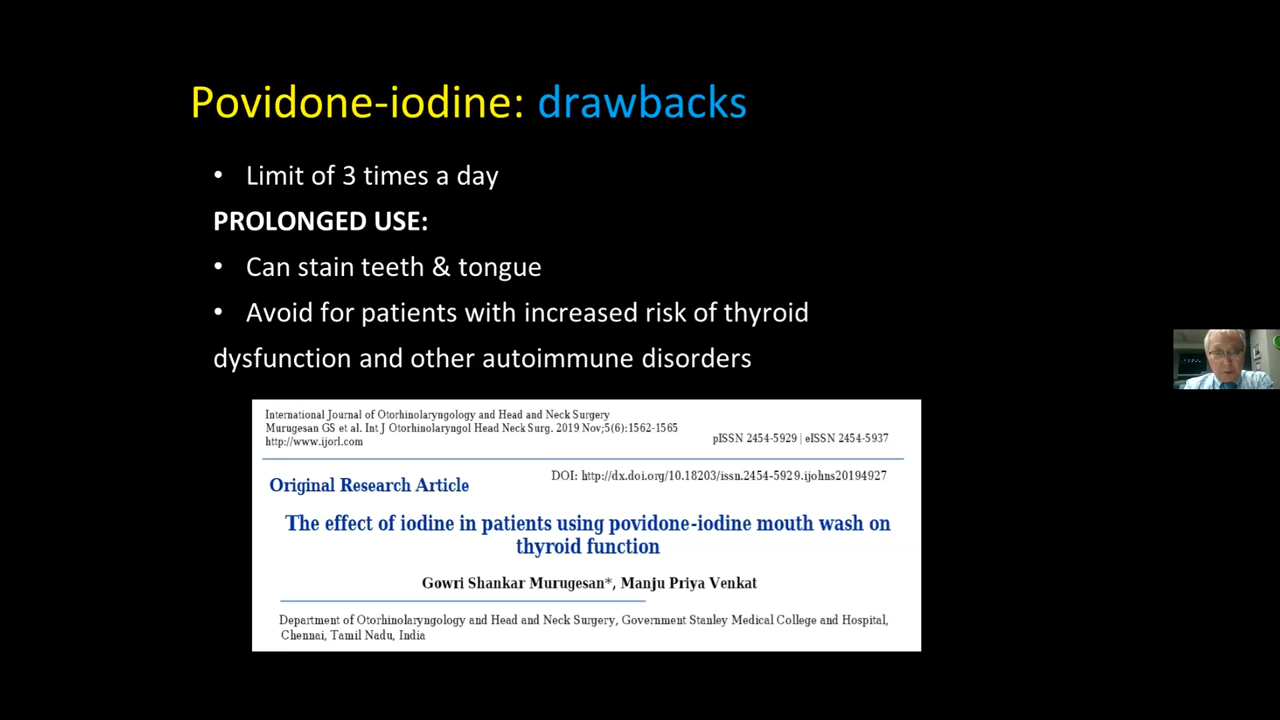 Povidone-iodine: drawbacks
• Limit of 3 times a day
PROLONGED USE:
• Can stain teeth & tongue
• Avoid for patients with increased risk of thyroid
dysfunction and other autoimmune disorders
International Journal of Otorhinolaryngology and Head and Neck Surgery
Murugesan GS et al. Int J Otorhinolaryngol Head Neck Surg. 2019 Nov;5(6):1562-1565
http://www.ijorl.com
pISSN 2454-5929 | eISSN 2454-5937
DOI: http://dx.doi.org/10.18203/issn.2454-5929.ijohns20194927
Original Research Article
The effect of iodine in patients using povidone-iodine mouth wash on
thyroid function
Gowri Shankar Murugesan*, Manju Priya Venkat
Department of Otorhinolaryngology and Head and Neck Surgery, Government Stanley Medical College and Hospital,
Chennai, Tamil Nadu, India